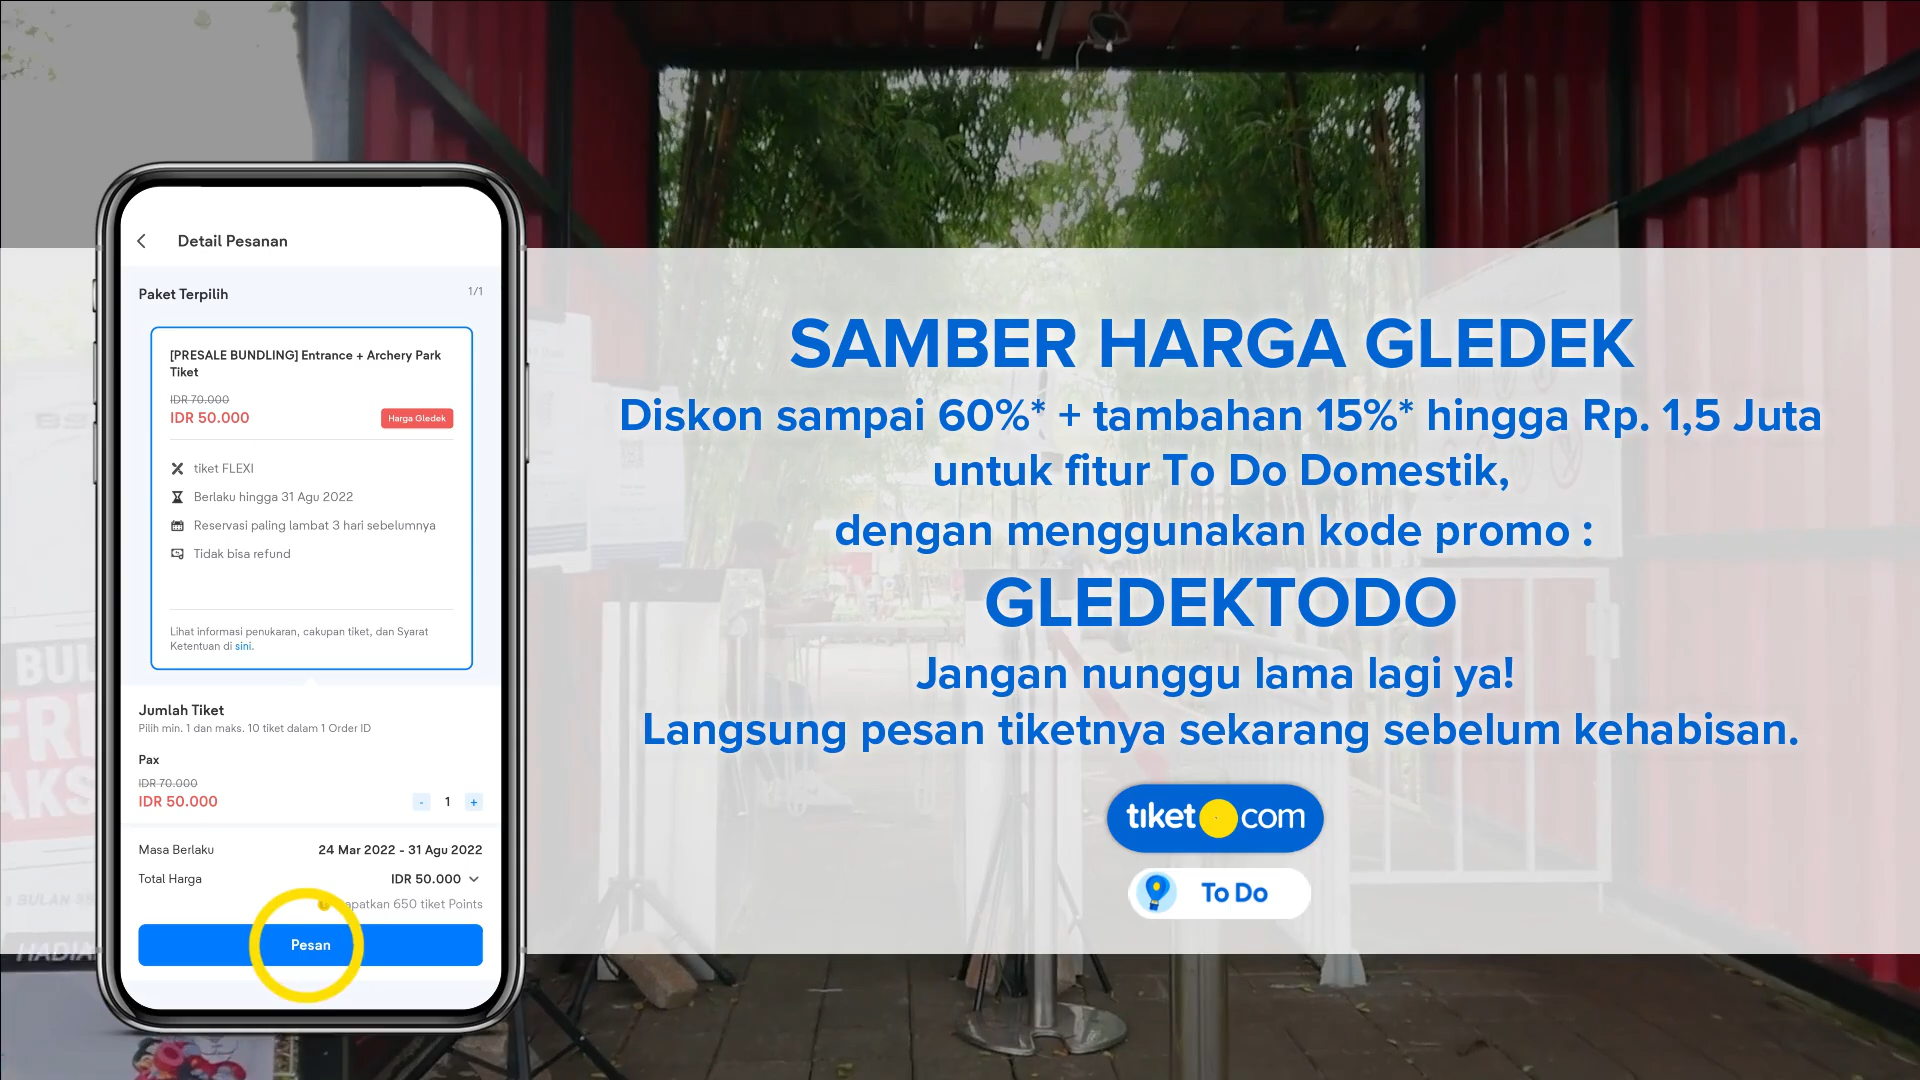 Detail Pesanan
Paket Terpilih
1/1
[PRESALE BUNDLING] Entrance + Archery Park
Tiket
IDR 70.000
IDR 50.000
Harga Gledek
tiket FLEXI
Berlaku hingga 31 Agu 2022
Reservasi paling lambat 3 hari sebelumnya
Tidak bisa refund
Lihat informasi penukaran, cakupan tiket, dan Syarat
Ketentuan di sini.
Jumlah Tiket
Pilih min. 1 dan maks. 10 tiket dalam 1 Order ID
Pax
IDR 70.000
IDR 50.000
- 1 +
Masa Berlaku 24 Mar 2022 - 31 Agu 2022
Total Harga IDR 50.000
650 tiket Points
Pesan
SAMBER HARGA GLEDEK
Diskon sampai 60%* + tambahan 15%* hingga Rp. 1,5 Juta
untuk fitur To Do Domestik,
dengan menggunakan kode promo :
GLEDEKTODO
Jangan nunggu lama lagi ya!
Langsung pesan tiketnya sekarang sebelum kehabisan.
tiket com
To Do